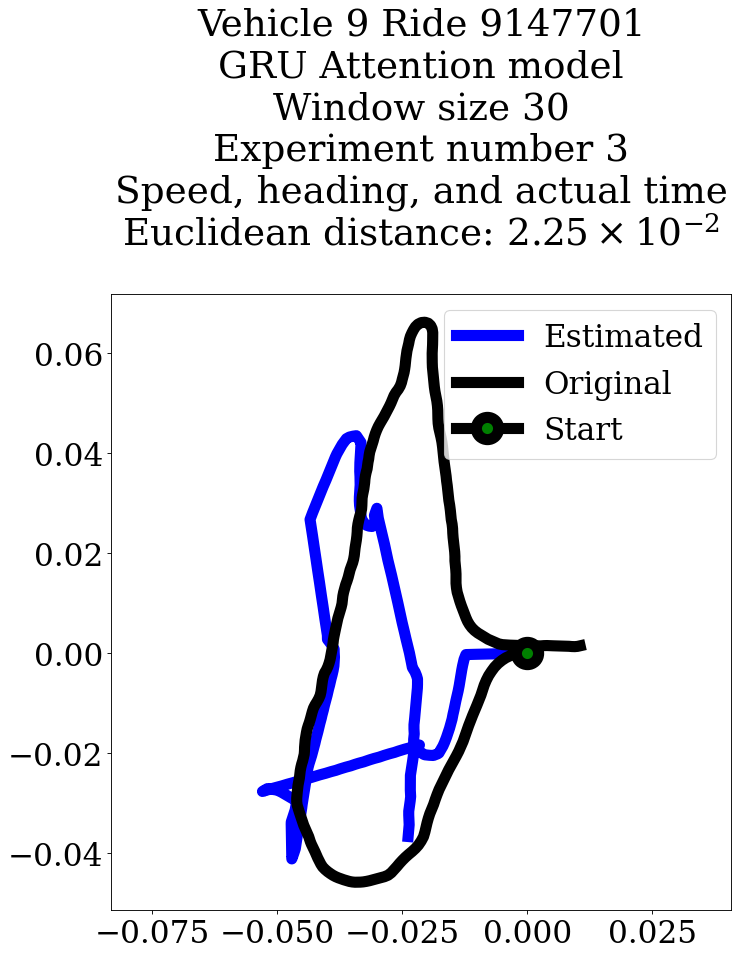 Vehicle 9 Ride 9147701
GRU Attention model
Window size 30
Experiment number 3
Speed, heading, and actual time
Euclidean distance: 2.25 × 10⁻²
Estimated
Original
Start
0.06
0.04
0.02
0.00
−0.02
−0.04
−0.075 −0.050 −0.025 0.000 0.025